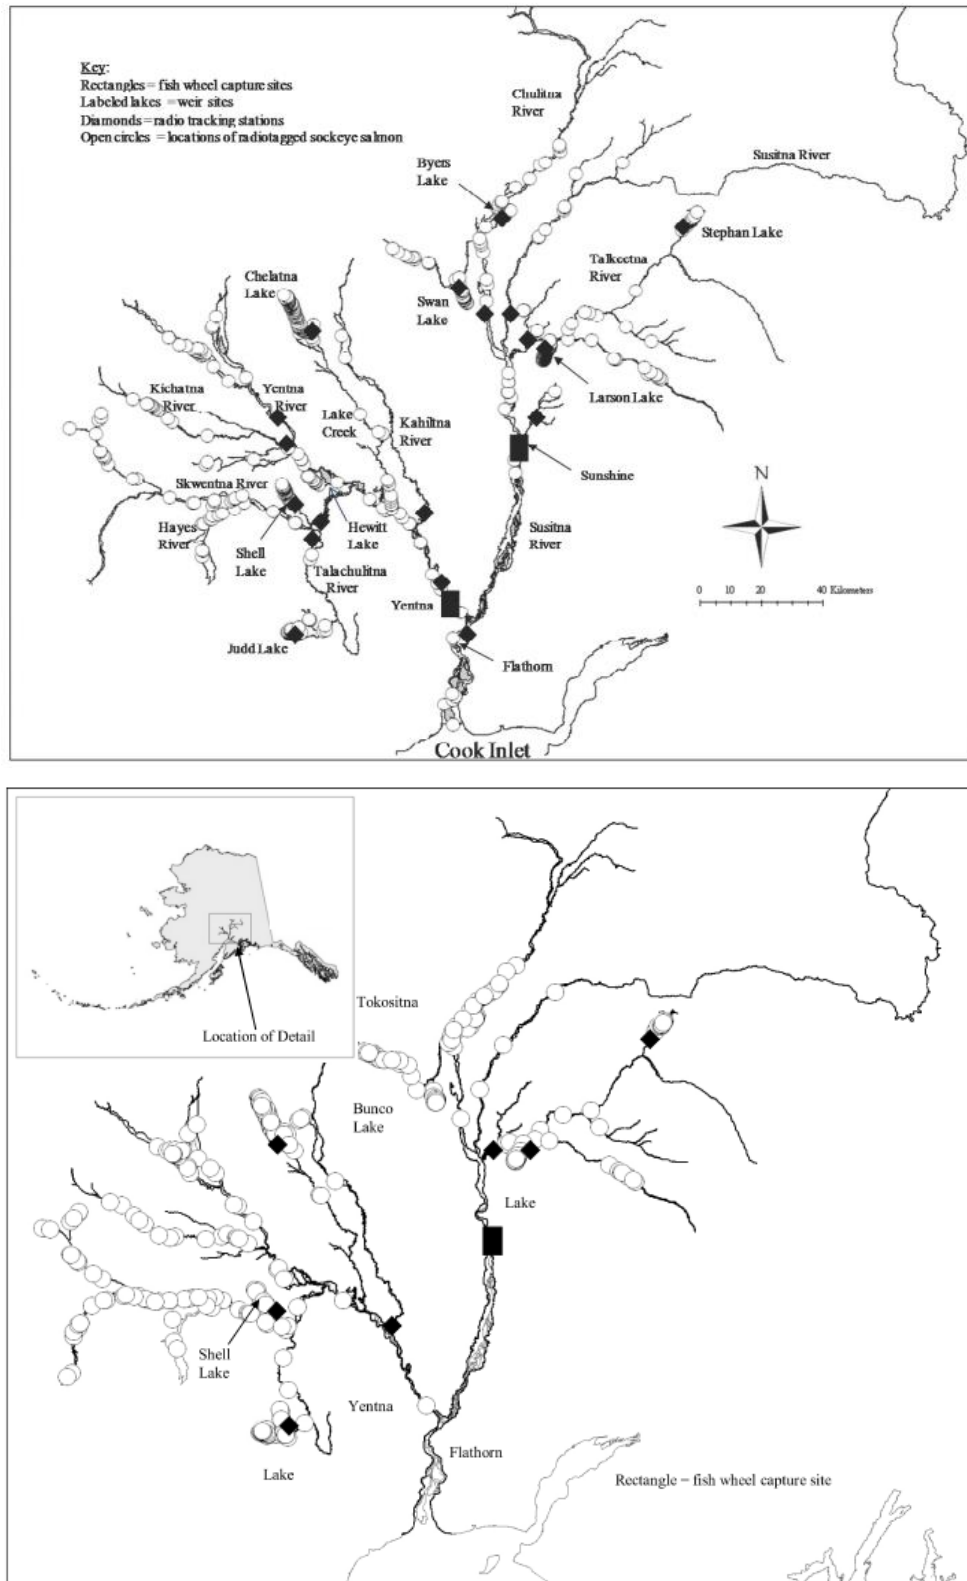 Key:
Rectangles = fish wheel capture sites
Labeled lakes = weir sites
Diamonds = radio tracking stations
Open circles = locations of radiotagged sockeye salmon
Chulitna
River
Susitna River
Byers
Lake
Stephan Lake
Talkeetna
River
Chelatna
Lake
Swan
Lake
Larson Lake
Kichatna
River
Yentna
River
Lake
Creek
Kahiltna
River
Sunshine
N
Skwentna River
Hayes
River
Shell
Lake
Hewitt
Lake
Susitna
River
Talachulitna
River
0 20 40 Kilometers
Yentna
Judd Lake
Flathorn
Cook Inlet
Location of Detail
Tokositna
Bunco
Lake
Lake
Shell
Lake
Yentna
Flathorn
Lake
Rectangle = fish wheel capture site